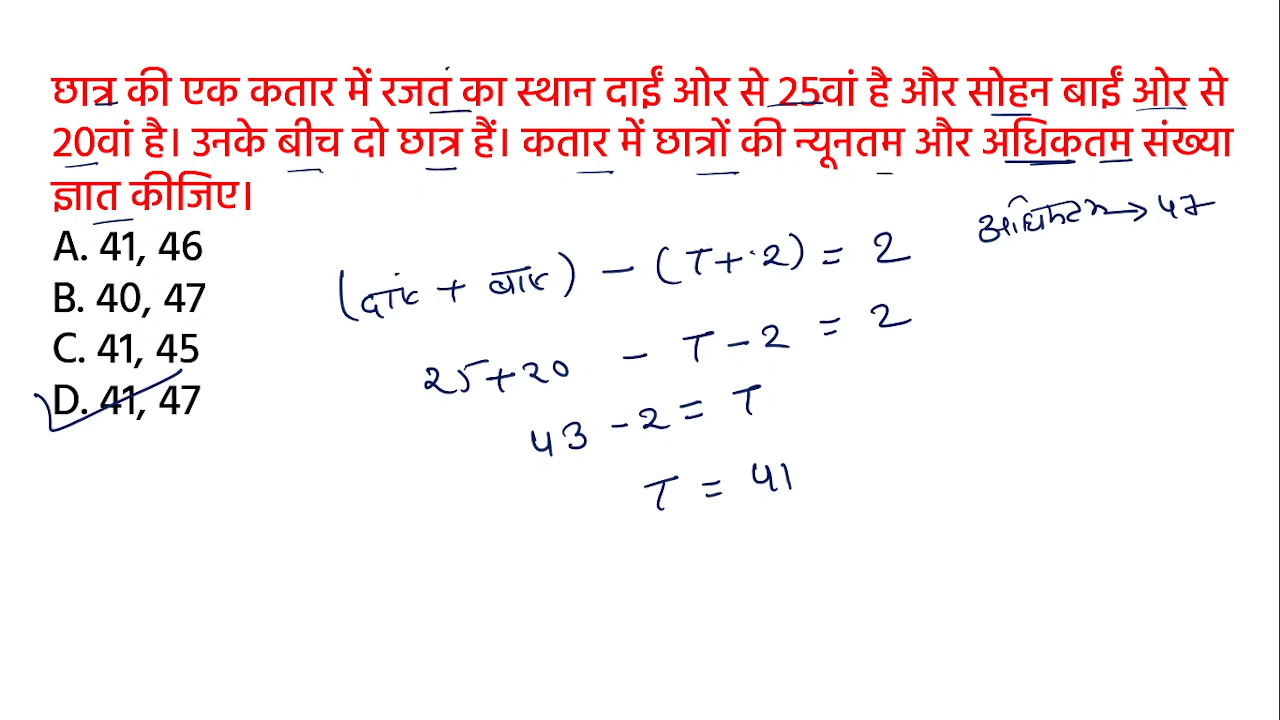 छात्र की एक कतार में रजत का स्थान दाईं ओर से 25वां है और सोहन बाईं ओर से
20वां है। उनके बीच दो छात्र हैं। कतार में छात्रों की न्यूनतम और अधिकतम संख्या
ज्ञात कीजिए।
अधिकतम → 47
A. 41, 46
B. 40, 47
C. 41, 45
D. 41, 47
(दांए + बांए) - (T + 2) = 2
25+20 - T - 2 = 2
43 - 2 = T
T = 41